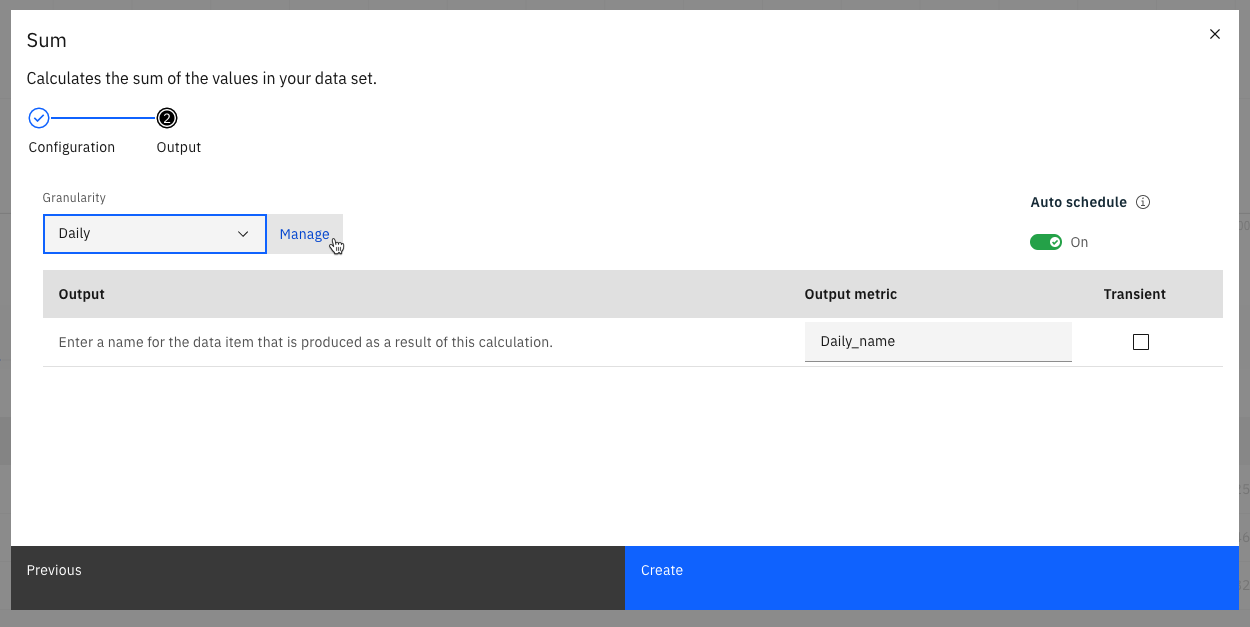 Sum
Calculates the sum of the values in your data set.
2
Configuration
Output
Granularity
Auto schedule
Daily
Manage
On
Output
Output metric
Transient
Enter a name for the data item that is produced as a result of this calculation.
Daily_name
Previous
Create